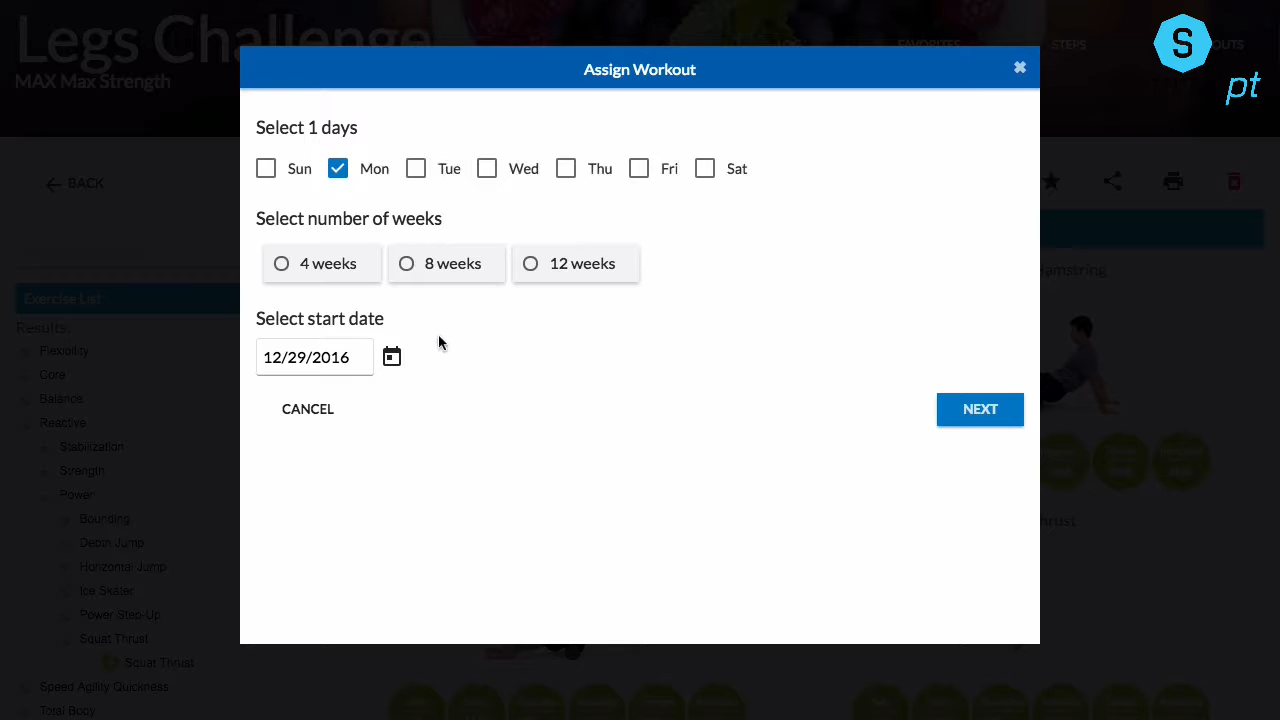 Legs Challenge
MAX Max Strength
LOG
FAVORITES
STEPS
S
pt
Assign Workout
BACK
Select 1 days
Sun Mon Tue Wed Thu Fri Sat
Select number of weeks
4 weeks 8 weeks 12 weeks
Select start date
12/29/2016
CANCEL NEXT
Exercise List
Results:
Flexibility
Core
Balance
Reactive
Stabilization
Strength
Power
Bounding
Depth Jump
Horizontal Jump
Ice Skater
Power Step-Up
Squat Thrust
Squat Thrust
Speed Agility Quickness
Total Body